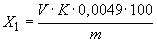 X₁ = V · K · 0,0049 · 100 / m